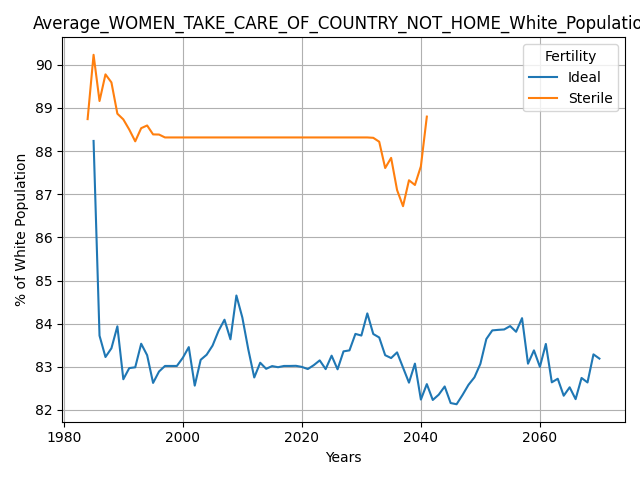 Average_WOMEN_TAKE_CARE_OF_COUNTRY_NOT_HOME_White_Populatio
Fertility
Ideal
Sterile
% of White Population
90
89
88
87
86
85
84
83
82
1980
2000
2020
2040
2060
Years